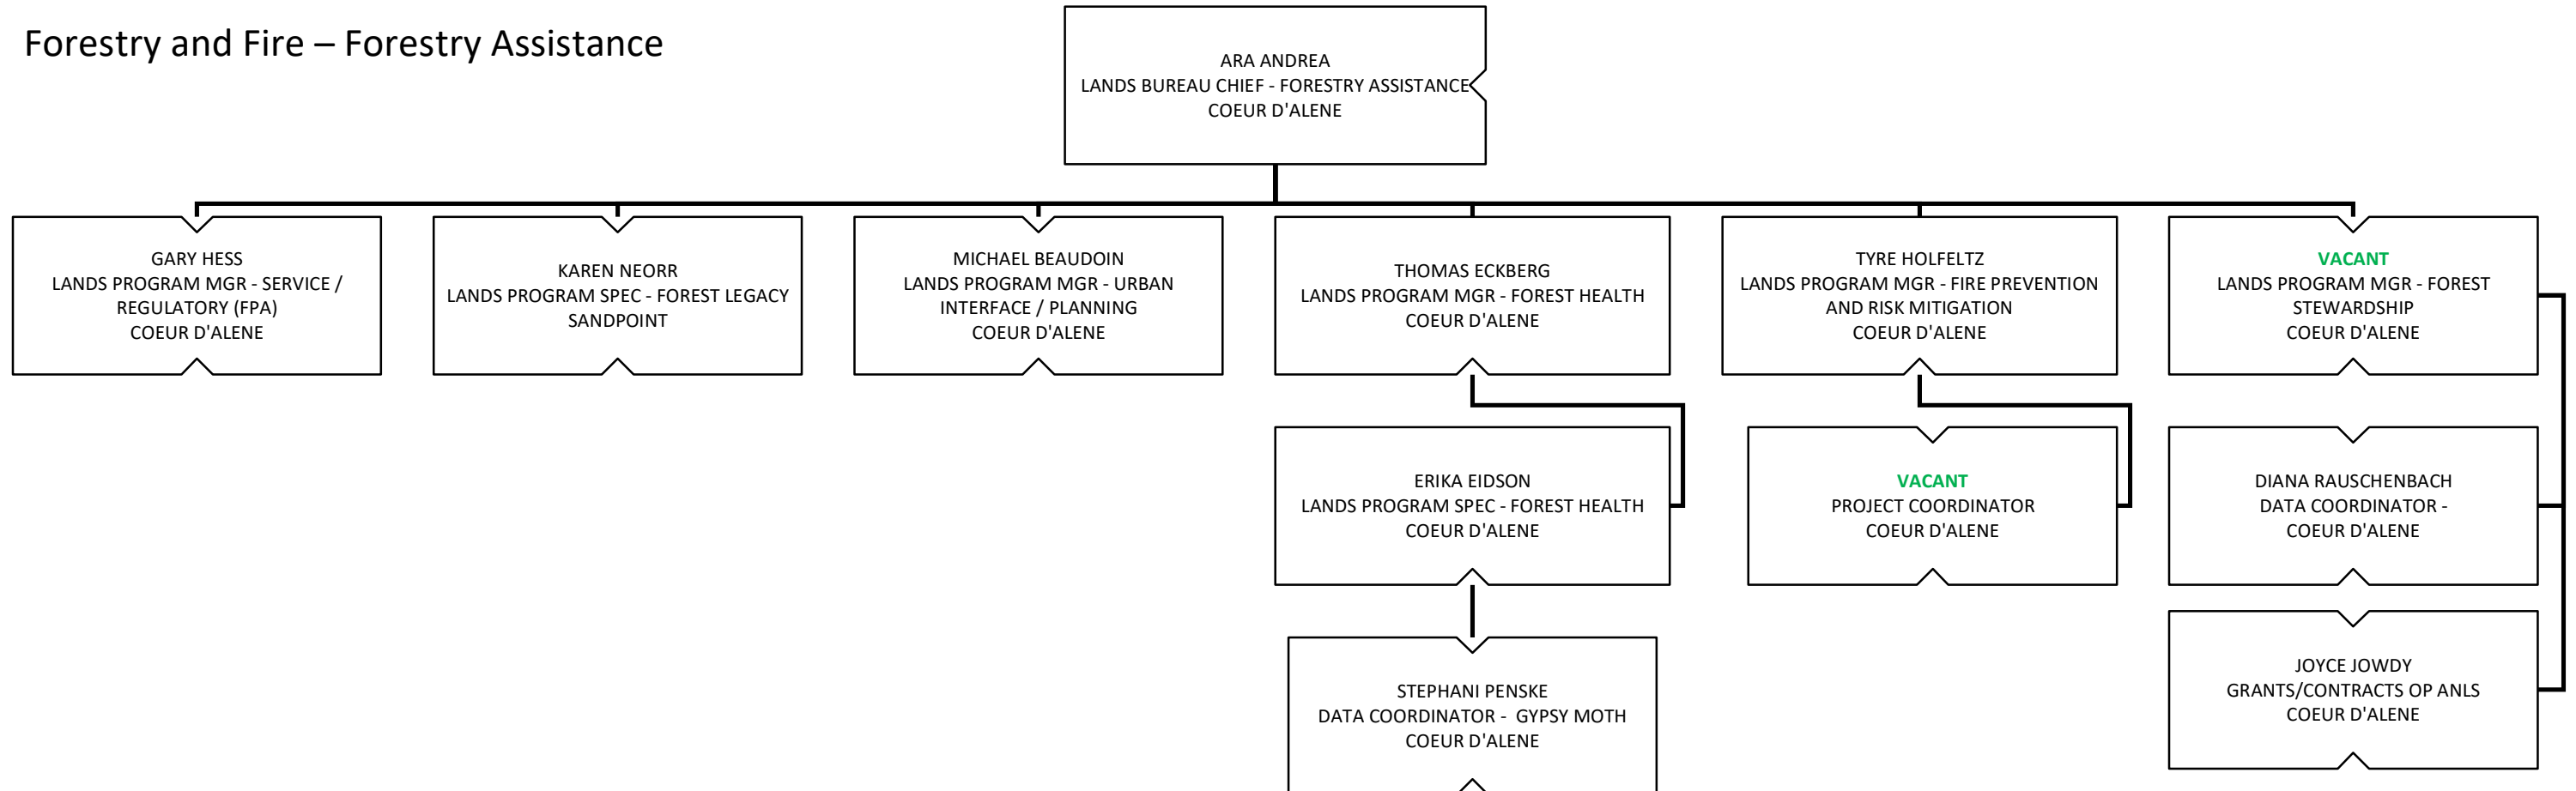 Forestry and Fire – Forestry Assistance
ARA ANDREA
LANDS BUREAU CHIEF - FORESTRY ASSISTANCE
COEUR D'ALENE
GARY HESS
LANDS PROGRAM MGR - SERVICE /
REGULATORY (FPA)
COEUR D'ALENE
KAREN NEORR
LANDS PROGRAM SPEC - FOREST LEGACY
SANDPOINT
MICHAEL BEAUDOIN
LANDS PROGRAM MGR - URBAN
INTERFACE / PLANNING
COEUR D'ALENE
THOMAS ECKBERG
LANDS PROGRAM MGR - FOREST HEALTH
COEUR D'ALENE
TYRE HOLFELTZ
LANDS PROGRAM MGR - FIRE PREVENTION
AND RISK MITIGATION
COEUR D'ALENE
VACANT
LANDS PROGRAM MGR - FOREST
STEWARDSHIP
COEUR D'ALENE
ERIKA EIDSON
LANDS PROGRAM SPEC - FOREST HEALTH
COEUR D'ALENE
VACANT
PROJECT COORDINATOR
COEUR D'ALENE
DIANA RAUSCHENBACH
DATA COORDINATOR -
COEUR D'ALENE
STEPHANI PENSKE
DATA COORDINATOR -  GYPSY MOTH
COEUR D'ALENE
JOYCE JOWDY
GRANTS/CONTRACTS OP ANLS
COEUR D'ALENE